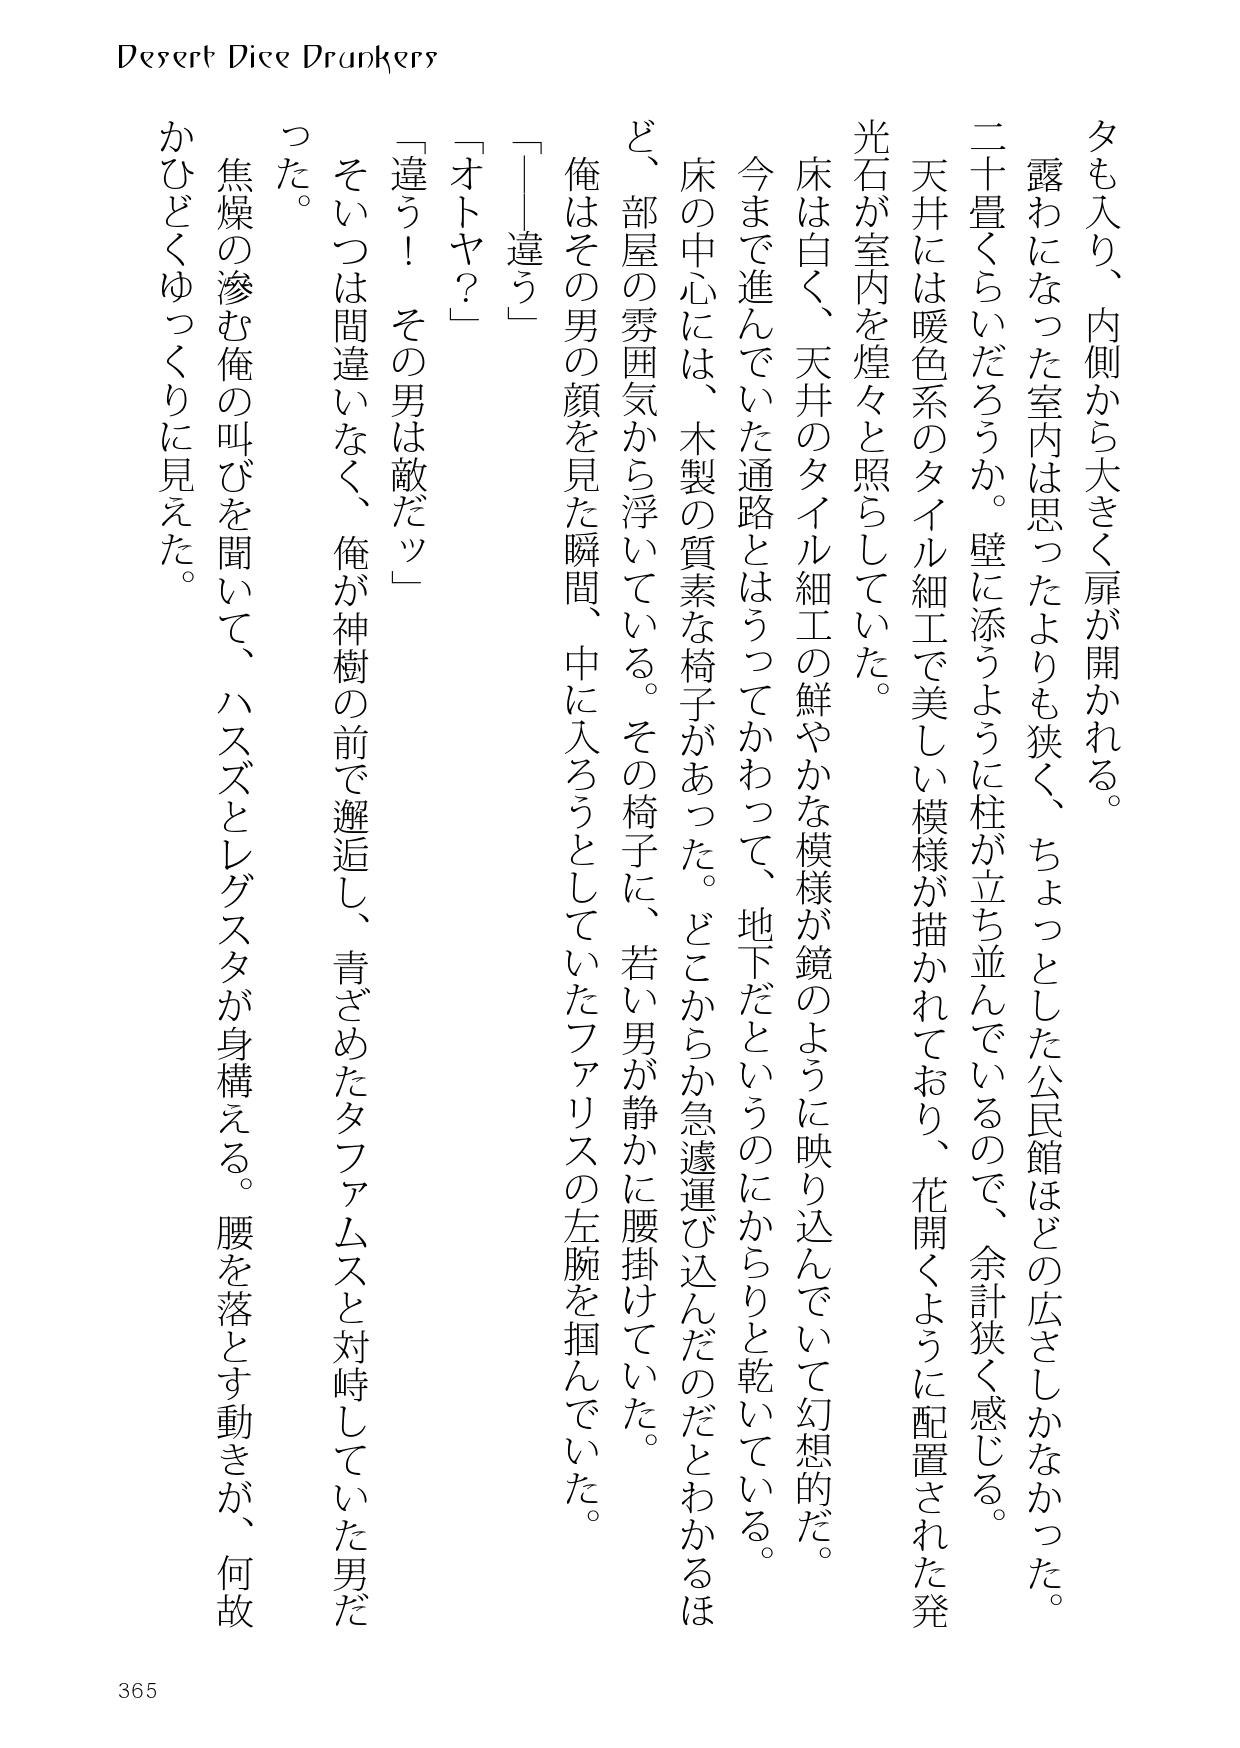 Desert Dice Drunkers
タも入り、内側から大きく扉が開かれる。
　露わになった室内は思ったよりも狭く、ちょっとした公民館ほどの広さしかなかった。
二十畳くらいだろうか。壁に添うように柱が立ち並んでいるので、余計狭く感じる。
　天井には暖色系のタイル細工で美しい模様が描かれており、花開くように配置された発
光石が室内を煌々と照らしていた。
　床は白く、天井のタイル細工の鮮やかな模様が鏡のように映り込んでいて幻想的だ。
　今まで進んでいた通路とはうってかわって、地下だというのにからりと乾いている。
　床の中心には、木製の質素な椅子があった。どこからか急遽運び込んだのだとわかるほ
ど、部屋の雰囲気から浮いている。その椅子に、若い男が静かに腰掛けていた。
　俺はその男の顔を見た瞬間、中に入ろうとしていたファリスの左腕を掴んでいた。
「――違う」
「オトヤ？」
「違う！　その男は敵だッ」
　そいつは間違いなく、俺が神樹の前で邂逅し、青ざめたタファムスと対峙していた男だ
った。
　焦燥の滲む俺の叫びを聞いて、ハスズとレグスタが身構える。腰を落とす動きが、何故
かひどくゆっくりに見えた。
365